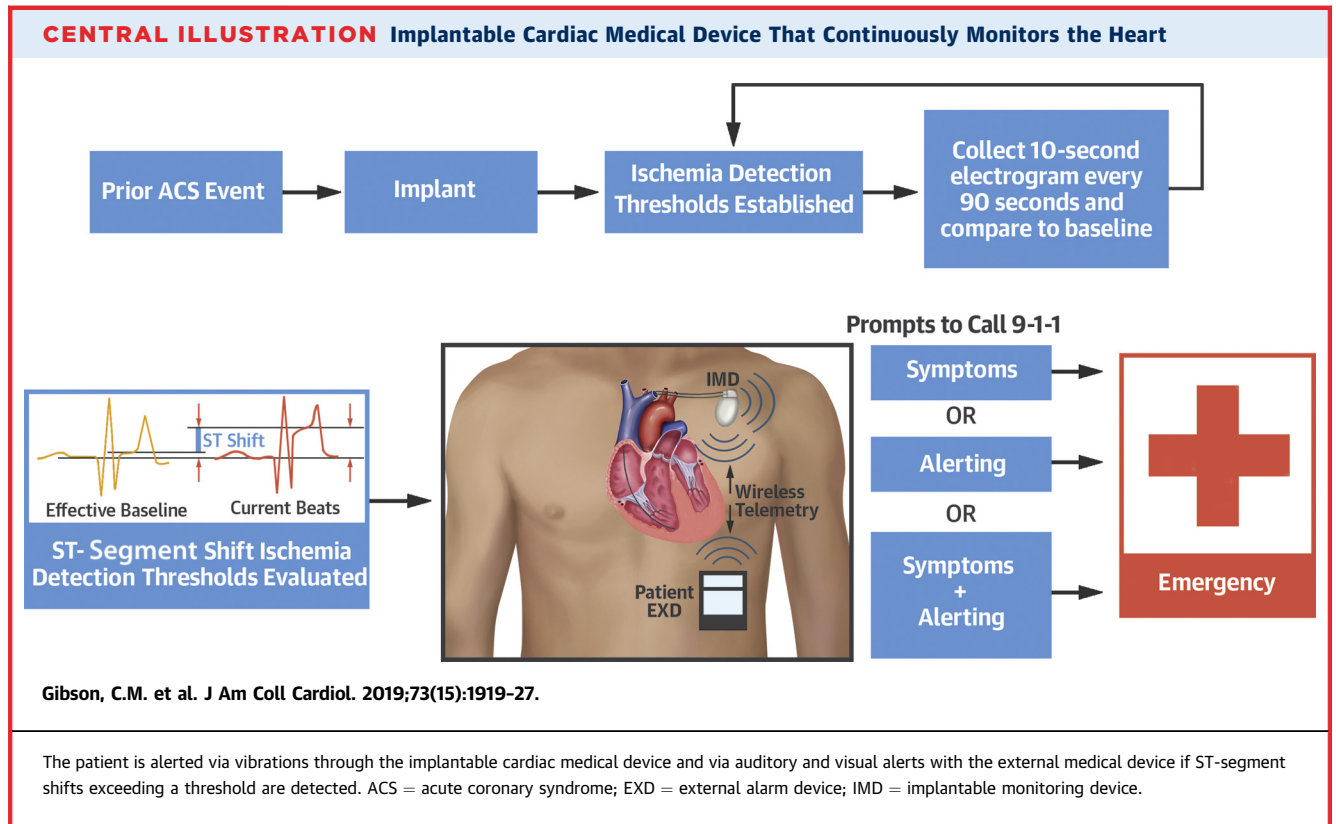 CENTRAL ILLUSTRATION Implantable Cardiac Medical Device That Continuously Monitors the Heart
Prior ACS Event
Implant
Ischemia Detection
Thresholds Established
Collect 10-second
electrogram every
90 seconds and
compare to baseline
ST Shift
Effective Baseline
Current Beats
ST- Segment Shift Ischemia
Detection Thresholds Evaluated
IMD
Wireless
Telemetry
Patient
EXD
Prompts to Call 9-1-1
Symptoms
OR
Alerting
OR
Symptoms
+
Alerting
Emergency
Gibson, C.M. et al. J Am Coll Cardiol. 2019;73(15):1919–27.
The patient is alerted via vibrations through the implantable cardiac medical device and via auditory and visual alerts with the external medical device if ST-segment
shifts exceeding a threshold are detected. ACS = acute coronary syndrome; EXD = external alarm device; IMD = implantable monitoring device.